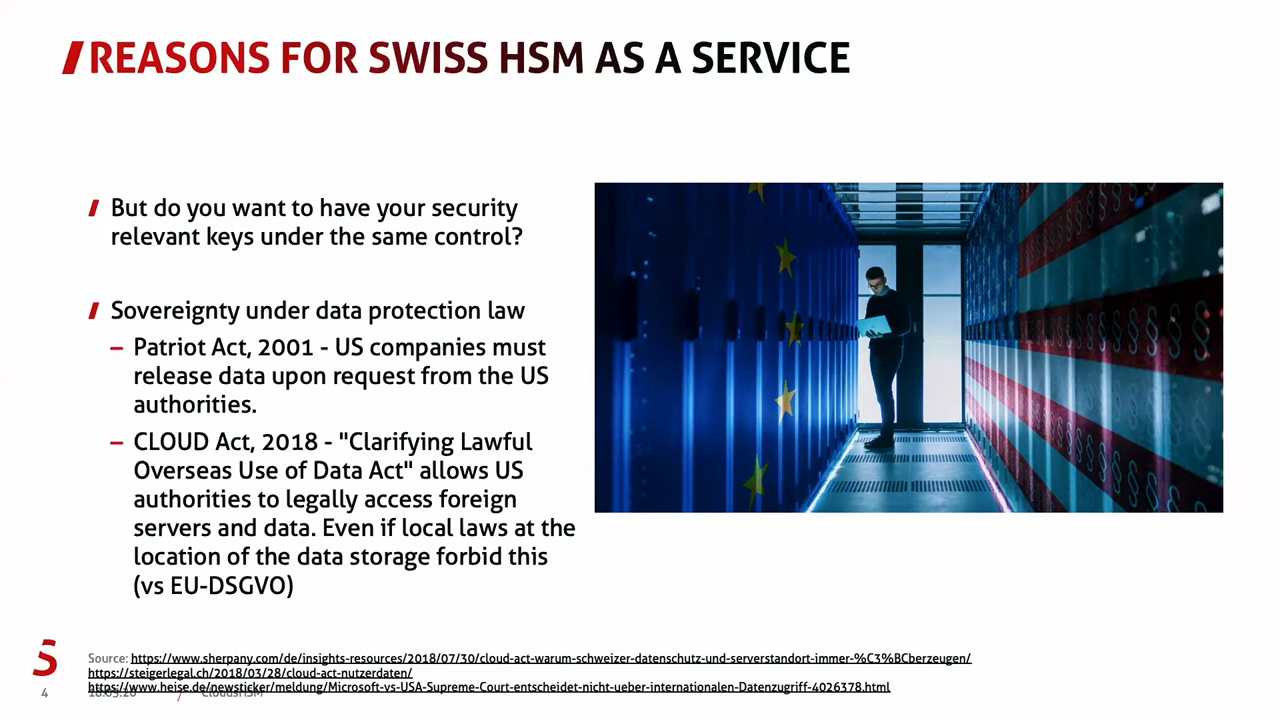 REASONS FOR SWISS HSM AS A SERVICE
But do you want to have your security
relevant keys under the same control?
Sovereignty under data protection law
– Patriot Act, 2001 - US companies must
release data upon request from the US
authorities.
– CLOUD Act, 2018 - "Clarifying Lawful
Overseas Use of Data Act" allows US
authorities to legally access foreign
servers and data. Even if local laws at the
location of the data storage forbid this
(vs EU-DSGVO)
Source: https://www.sherpany.com/de/insights-resources/2018/07/30/cloud-act-warum-schweizer-datenschutz-und-serverstandort-immer-%C3%BCberzeugen/
https://steigerlegal.ch/2018/03/28/cloud-act-nutzerdaten/
https://www.heise.de/newsticker/meldung/Microsoft-vs-USA-Supreme-Court-entscheidet-nicht-ueber-internationalen-Datenzugriff-4026378.html
4 / CloudsHSM